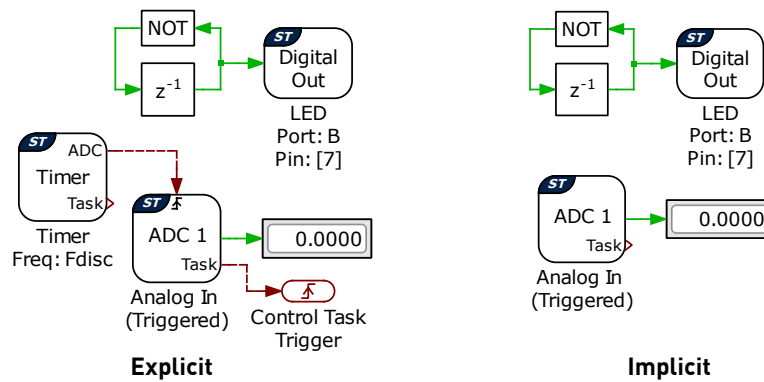 NOT
z-1
ST
Digital
Out
LED
Port: B
Pin: [7]
ST
ADC
Timer
Task
Timer
Freq: Fdisc
ST
ADC 1
Task
Analog In
(Triggered)
0.0000
Control Task
Trigger
Explicit
NOT
z-1
ST
Digital
Out
LED
Port: B
Pin: [7]
ST
ADC 1
Task
Analog In
(Triggered)
0.0000
Implicit